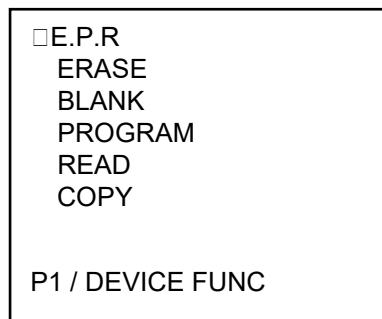 □E.P.R
ERASE
BLANK
PROGRAM
READ
COPY
P1 / DEVICE FUNC